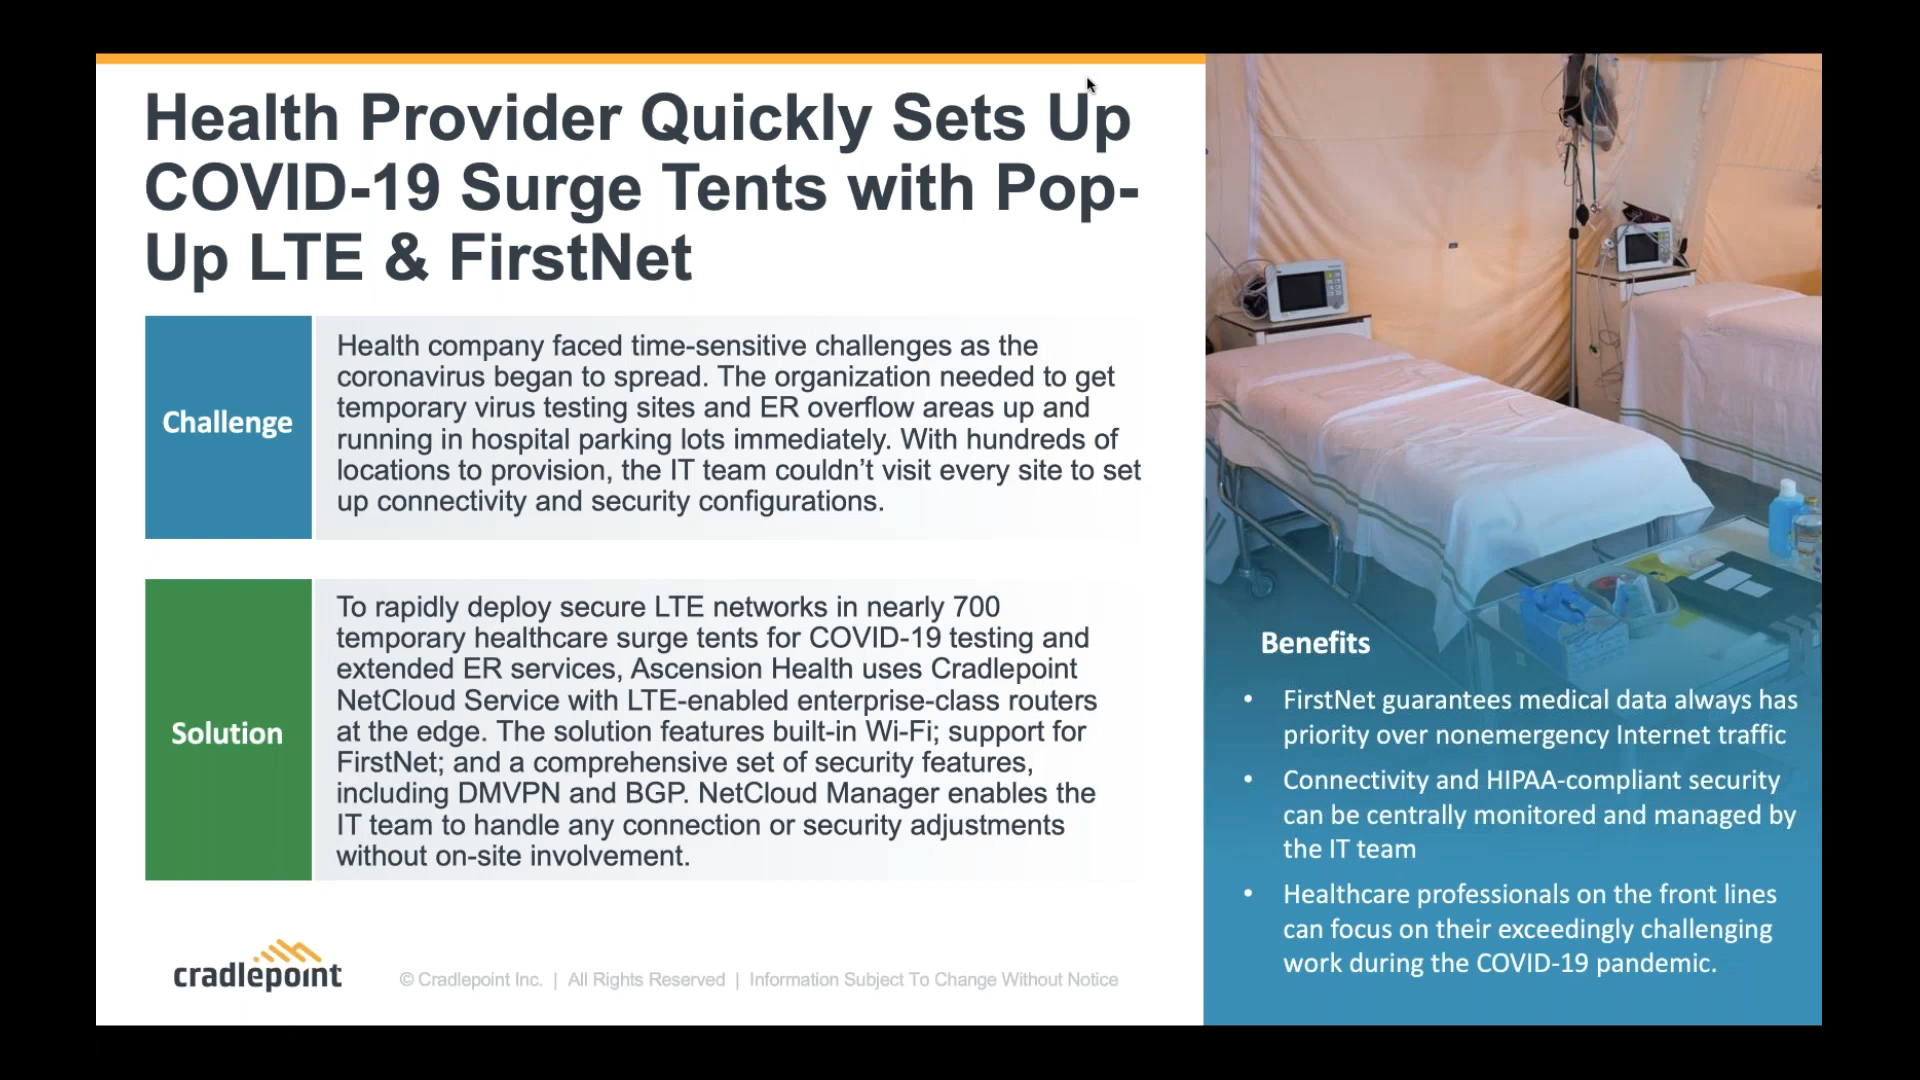 Health Provider Quickly Sets Up
COVID-19 Surge Tents with Pop-
Up LTE & FirstNet
Challenge
Health company faced time-sensitive challenges as the
coronavirus began to spread. The organization needed to get
temporary virus testing sites and ER overflow areas up and
running in hospital parking lots immediately. With hundreds of
locations to provision, the IT team couldn’t visit every site to set
up connectivity and security configurations.
Solution
To rapidly deploy secure LTE networks in nearly 700
temporary healthcare surge tents for COVID-19 testing and
extended ER services, Ascension Health uses Cradlepoint
NetCloud Service with LTE-enabled enterprise-class routers
at the edge. The solution features built-in Wi-Fi; support for
FirstNet; and a comprehensive set of security features,
including DMVPN and BGP. NetCloud Manager enables the
IT team to handle any connection or security adjustments
without on-site involvement.
Benefits
• FirstNet guarantees medical data always has
priority over nonemergency Internet traffic
• Connectivity and HIPAA-compliant security
can be centrally monitored and managed by
the IT team
• Healthcare professionals on the front lines
can focus on their exceedingly challenging
work during the COVID-19 pandemic.
cradlepoint
© Cradlepoint Inc. | All Rights Reserved | Information Subject To Change Without Notice